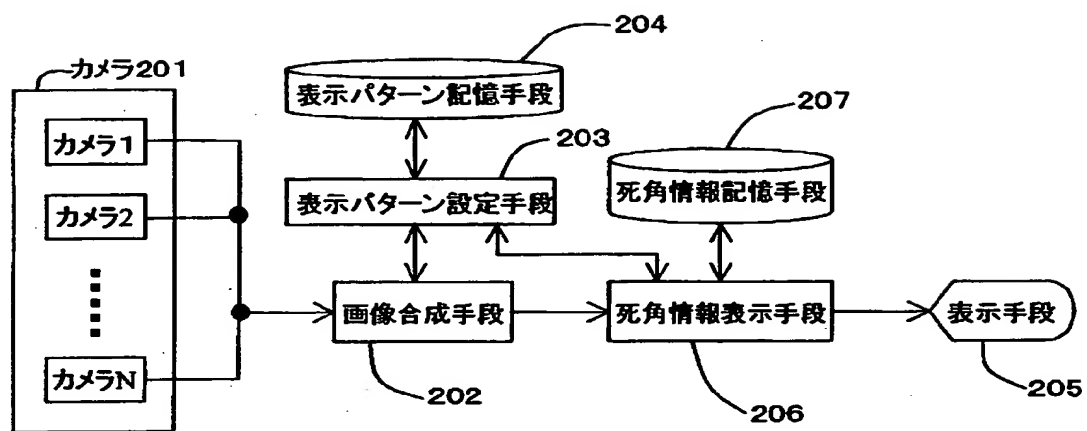 204
カメラ201
表示パターン記憶手段
207
カメラ1
203
死角情報記憶手段
カメラ2
表示パターン設定手段
画像合成手段
死角情報表示手段
表示手段
カメラN
202
206
205